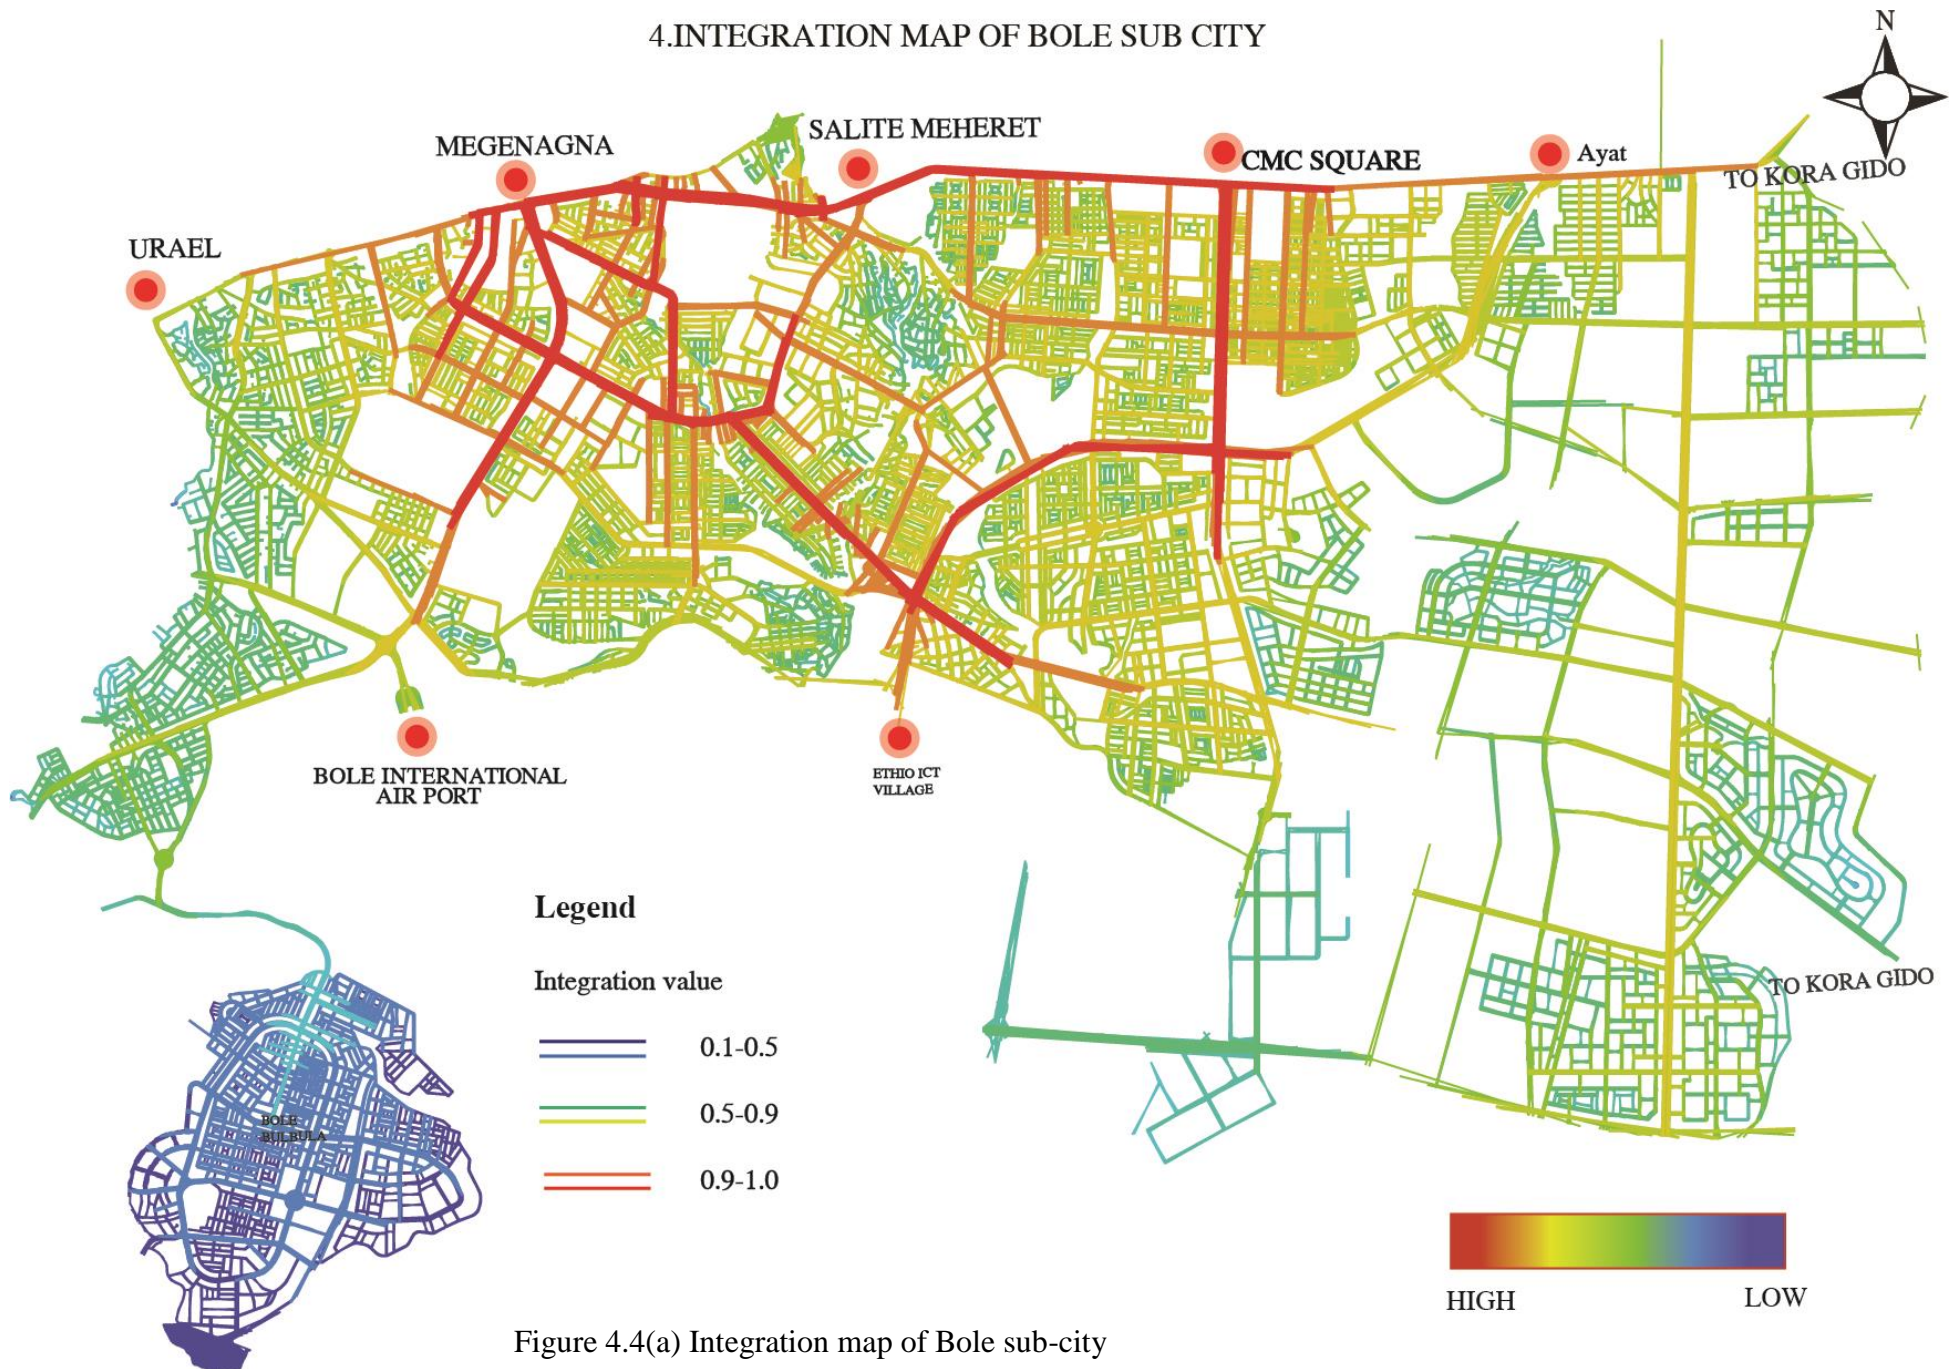 4.INTEGRATION MAP OF BOLE SUB CITY
N
MEGENAGNA
SALITE MEHERET
CMC SQUARE
Ayat
TO KORA GIDO
URAEL
BOLE INTERNATIONAL
AIR PORT
ETHIO ICT
VILLAGE
Legend
Integration value
0.1-0.5
0.5-0.9
0.9-1.0
TO KORA GIDO
BOLE
BULBULA
HIGH
LOW
Figure 4.4(a) Integration map of Bole sub-city